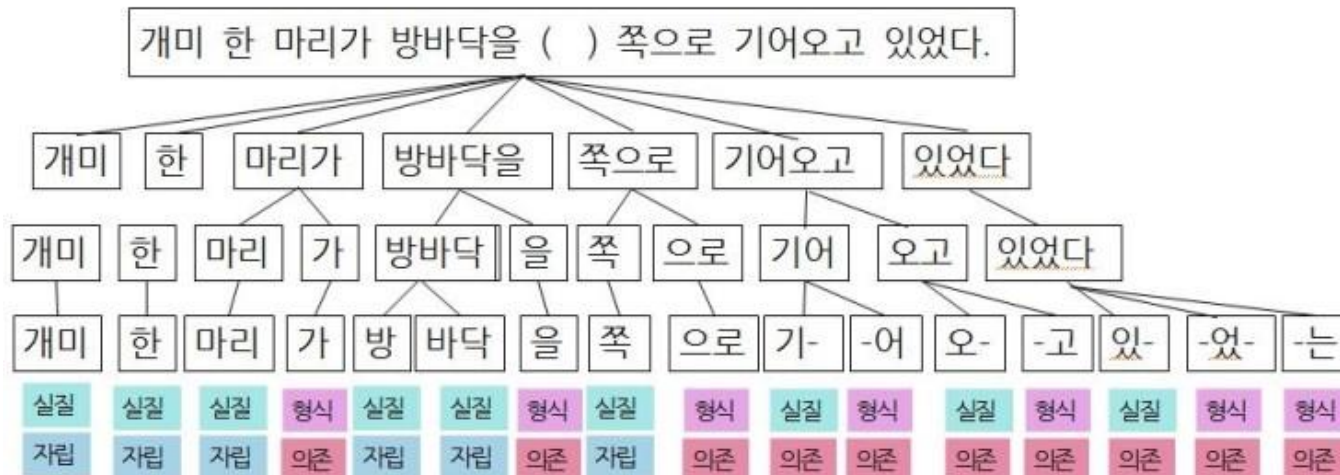 개미 한 마리가 방바닥을 ( ) 쪽으로 기어오고 있었다.
개미 한 마리가 방바닥을 쪽으로 기어오고 있었다
개미 한 마리 가 방바닥 을 쪽 으로 기어 오고 있었다
개미 한 마리 가 방 바닥 을 쪽 으로 기- -어 오- -고 있- -었- -는
실질 실질 실질 형식 실질 실질 형식 실질 형식 실질 형식 실질 형식 실질 형식 형식
자립 자립 자립 의존 자립 자립 의존 자립 의존 의존 의존 의존 의존 의존 의존 의존